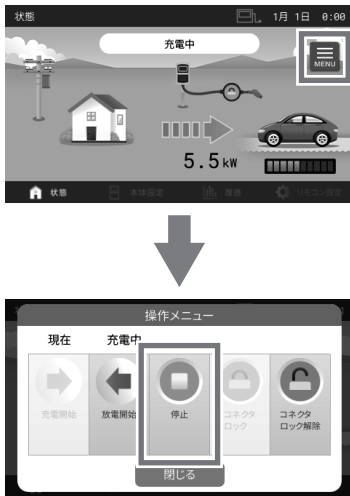 状態 1月 1日 0:00
充電中
MENU
5.5kW
状態 本体設定 履歴 リモコン設定
操作メニュー
現在 充電中
充電開始 放電開始 停止 コネクタ コネクタ
ロック ロック解除
閉じる